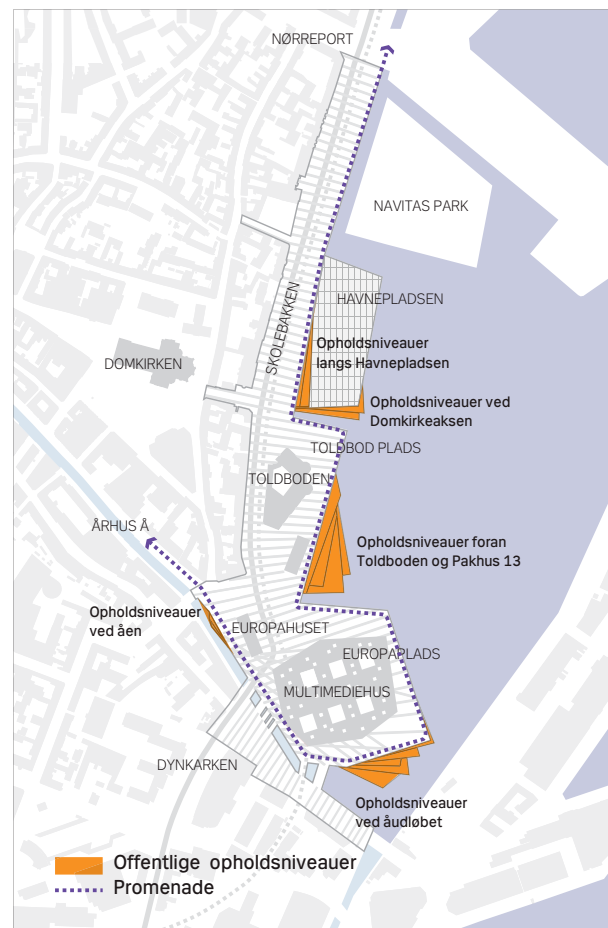 NØRREPORT
NAVITAS PARK
HAVNEPLADSEN
SKOLEBAKKEN
Opholdsniveauer
langs Havnepladsen
DOMKIRKEN
Opholdsniveauer ved
Domkirkeaksen
TOLDBOD PLADS
TOLDBODEN
ÅRHUS Å
Opholdsniveauer foran
Toldboden og Pakhus 13
Opholdsniveauer
ved åen
EUROPAHUSET
EUROPAPLADS
MULTIMEDIEHUS
DYNKARKEN
Opholdsniveauer
ved åudløbet
Offentlige opholdsniveauer
Promenade